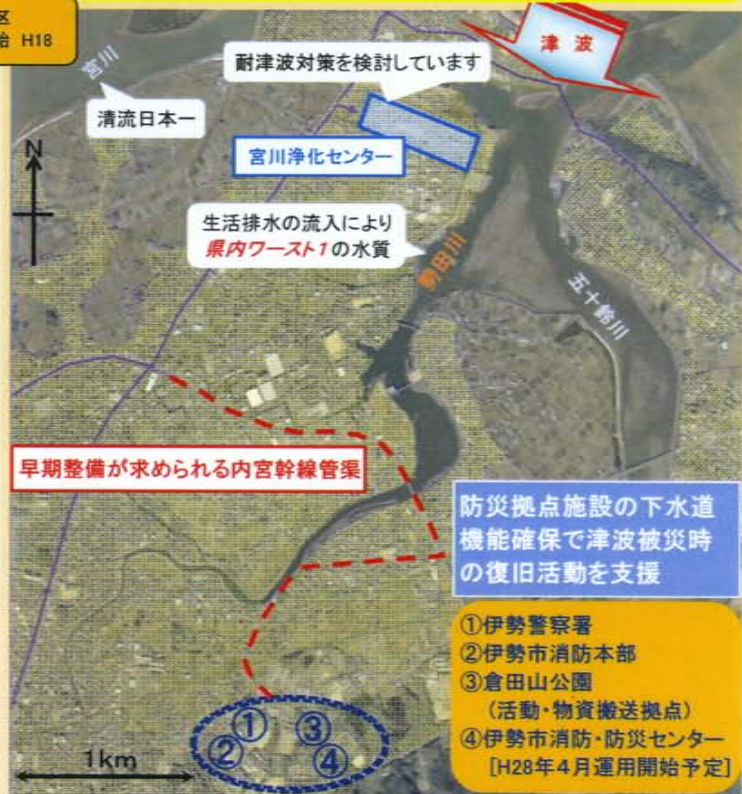 区
始 H18
津 波
宮川
耐津波対策を検討しています
清流日本一
宮川浄化センター
N
生活排水の流入により
県内ワースト1の水質
勢田川
五十鈴川
早期整備が求められる内宮幹線管渠
防災拠点施設の下水道
機能確保で津波被災時
の復旧活動を支援
①伊勢警察署
②伊勢市消防本部
③倉田山公園
(活動・物資搬送拠点)
④伊勢市消防・防災センター
[H28年4月運用開始予定]
①
③
②
④
1km